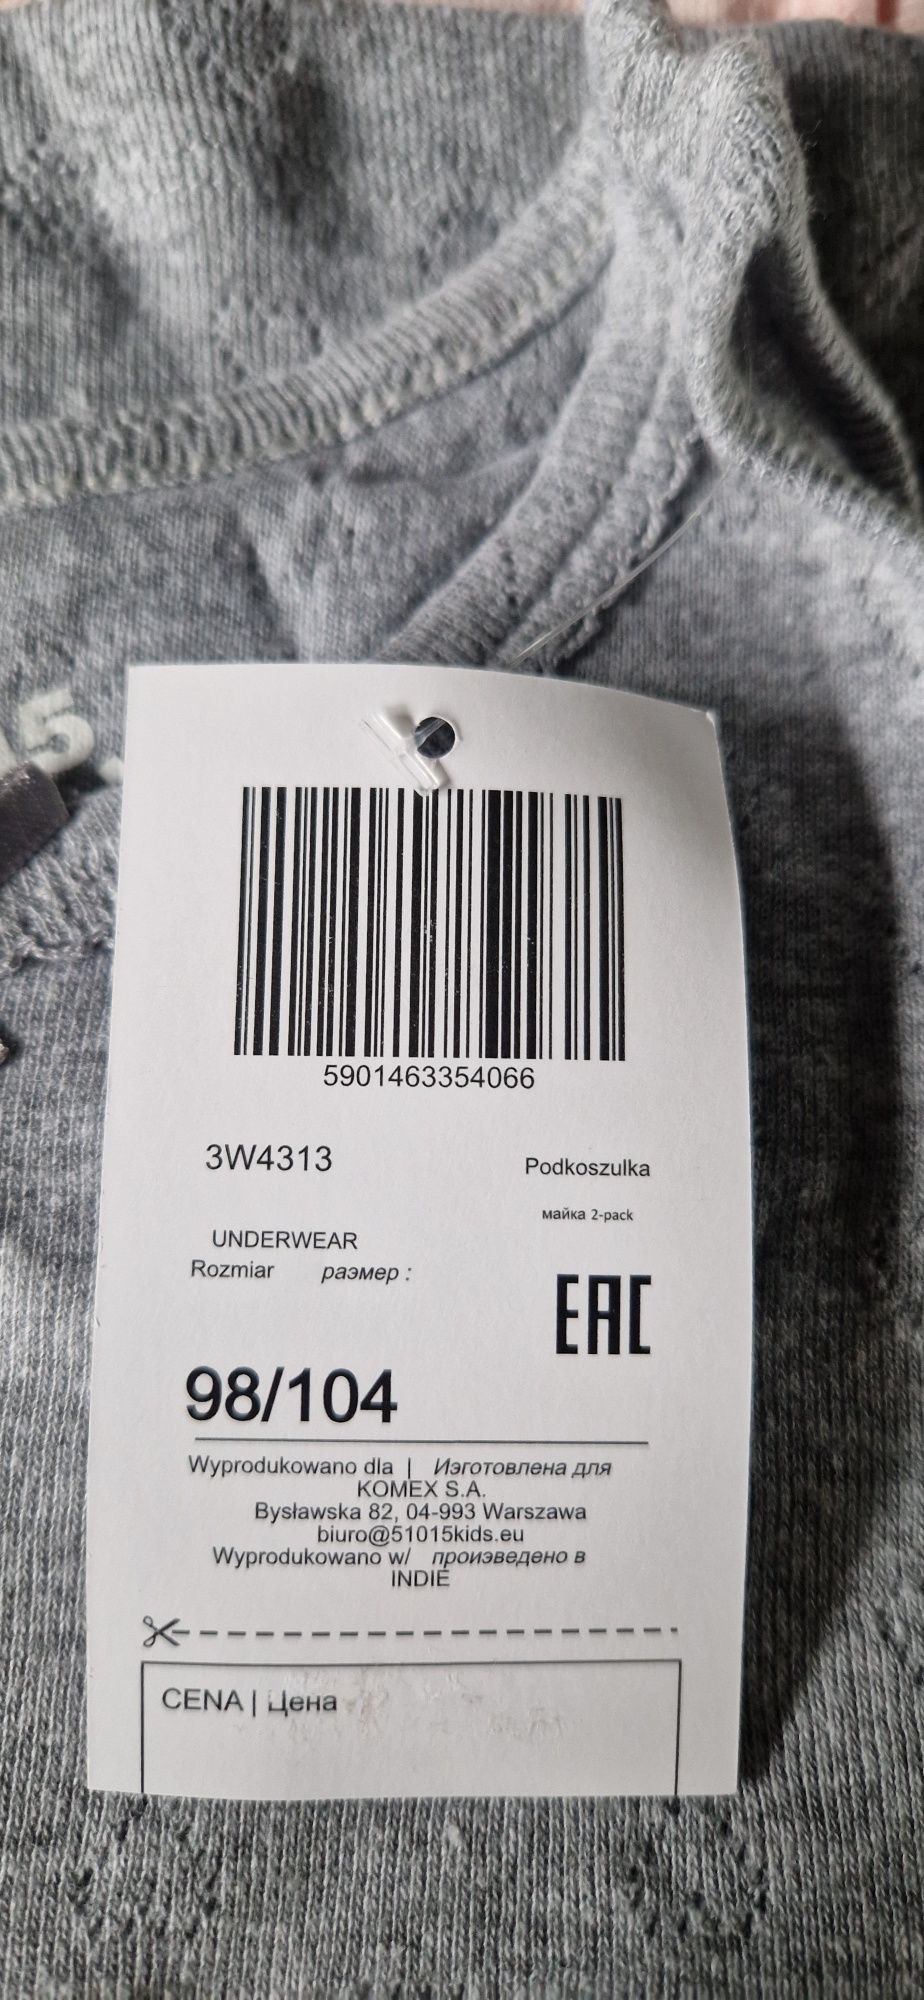 15
5901463354066
3W4313 Podkoszulka
майка 2-pack
UNDERWEAR
Rozmiar размер :
EAC
98/104
Wyprodukowano dla | Изготовлена для
KOMEX S.A.
Bysławska 82, 04-993 Warszawa
biuro@51015kids.eu
Wyprodukowano w/ произведено в
INDIE
CENA | Цена